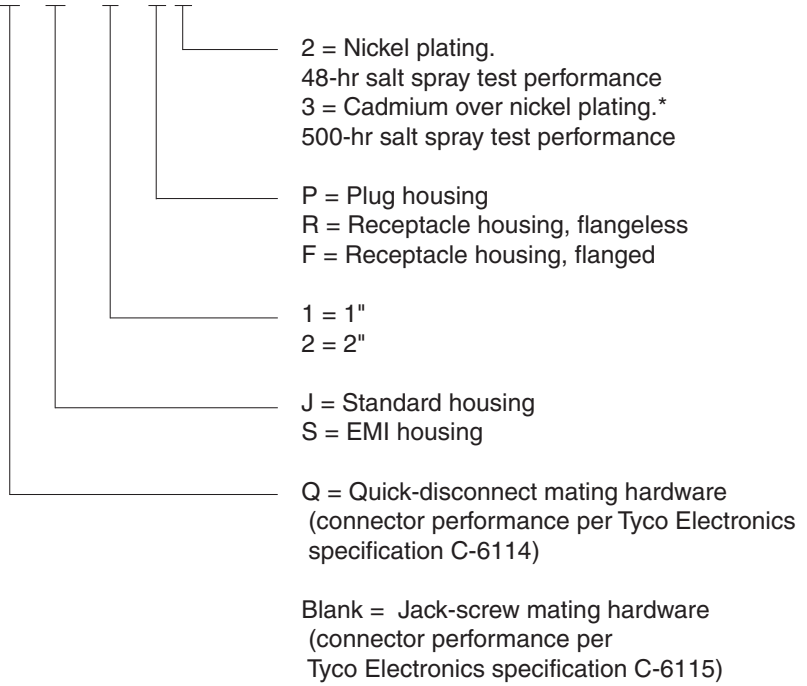 2 = Nickel plating.
48-hr salt spray test performance
3 = Cadmium over nickel plating.*
500-hr salt spray test performance
P = Plug housing
R = Receptacle housing, flangeless
F = Receptacle housing, flanged
1 = 1"
2 = 2"
J = Standard housing
S = EMI housing
Q = Quick-disconnect mating hardware
(connector performance per Tyco Electronics
specification C-6114)
Blank = Jack-screw mating hardware
(connector performance per
Tyco Electronics specification C-6115)